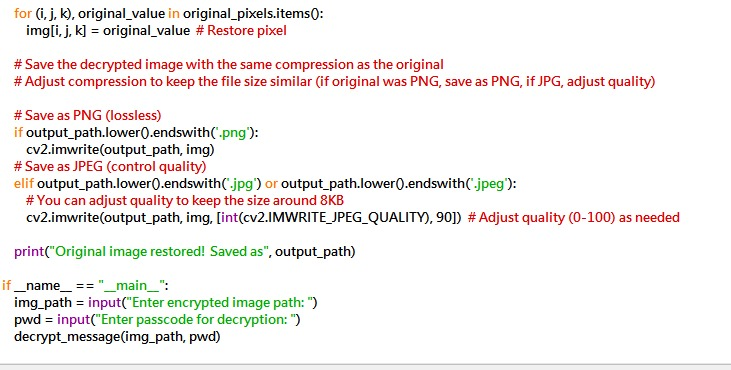 for (i, j, k), original_value in original_pixels.items():
img[i, j, k] = original_value  # Restore pixel
# Save the decrypted image with the same compression as the original
# Adjust compression to keep the file size similar (if original was PNG, save as PNG, if JPG, adjust quality)
# Save as PNG (lossless)
if output_path.lower().endswith('.png'):
cv2.imwrite(output_path, img)
# Save as JPEG (control quality)
elif output_path.lower().endswith('.jpg') or output_path.lower().endswith('.jpeg'):
# You can adjust quality to keep the size around 8KB
cv2.imwrite(output_path, img, [int(cv2.IMWRITE_JPEG_QUALITY), 90])  # Adjust quality (0-100) as needed
print("Original image restored! Saved as", output_path)
if __name__ == "__main__":
img_path = input("Enter encrypted image path: ")
pwd = input("Enter passcode for decryption: ")
decrypt_message(img_path, pwd)